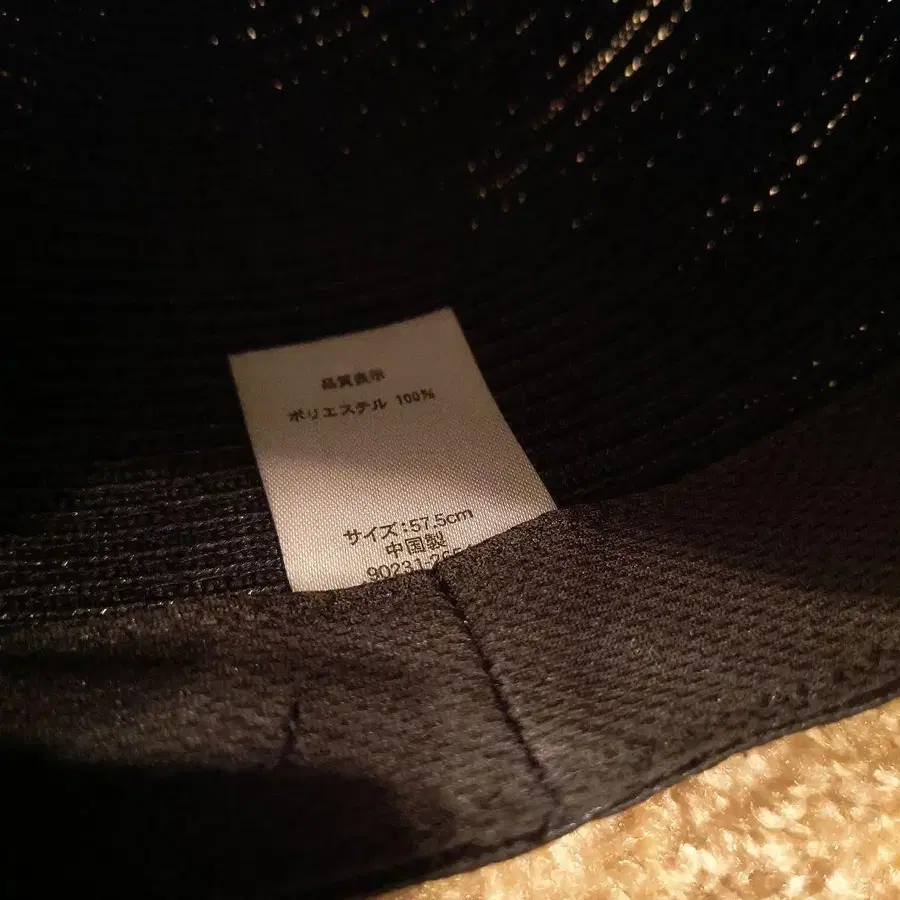 品質表示
ポリエステル 100%
サイズ:57.5cm
中国製